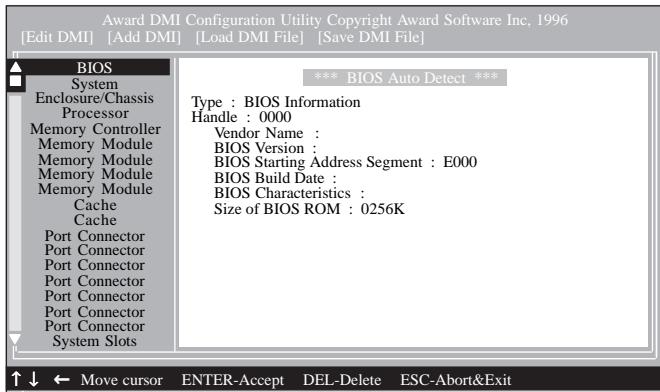 Award DMI Configuration Utility Copyright Award Software Inc, 1996
[Edit DMI] [Add DMI] [Load DMI File] [Save DMI File]
BIOS
System
Enclosure/Chassis
Processor
Memory Controller
Memory Module
Memory Module
Memory Module
Memory Module
Cache
Cache
Port Connector
Port Connector
Port Connector
Port Connector
Port Connector
Port Connector
Port Connector
System Slots
*** BIOS Auto Detect ***
Type : BIOS Information
Handle : 0000
Vendor Name :
BIOS Version :
BIOS Starting Address Segment : E000
BIOS Build Date :
BIOS Characteristics :
Size of BIOS ROM : 0256K
↑↓ ← Move cursor ENTER-Accept DEL-Delete ESC-Abort&Exit